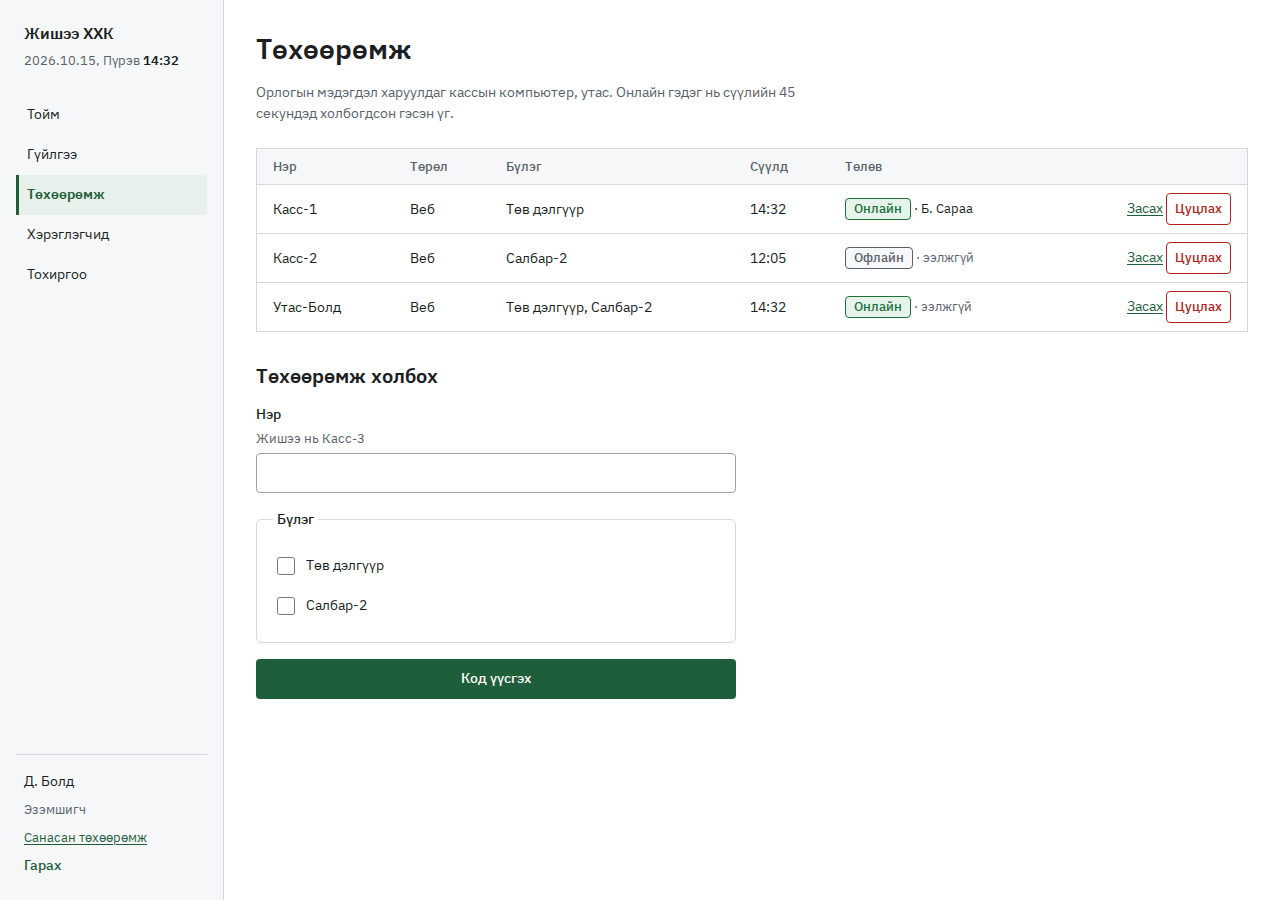 Жишээ ХХК
2026.10.15, Пүрэв 14:32
Тойм
Гүйлгээ
Төхөөрөмж
Хэрэглэгчид
Тохиргоо
Д. Болд
Эзэмшигч
Санасан төхөөрөмж
Гарах
Төхөөрөмж
Орлогын мэдэгдэл харуулдаг кассын компьютер, утас. Онлайн гэдэг нь сүүлийн 45
секундэд холбогдсон гэсэн үг.
Нэр Төрөл Бүлэг Сүүлд Төлөв
Касс-1 Веб Төв дэлгүүр 14:32 Онлайн · Б. Сараа Засах Цуцлах
Касс-2 Веб Салбар-2 12:05 Офлайн · ээлжгүй Засах Цуцлах
Утас-Болд Веб Төв дэлгүүр, Салбар-2 14:32 Онлайн · ээлжгүй Засах Цуцлах
Төхөөрөмж холбох
Нэр
Жишээ нь Касс-3
Бүлэг
Төв дэлгүүр
Салбар-2
Код үүсгэх